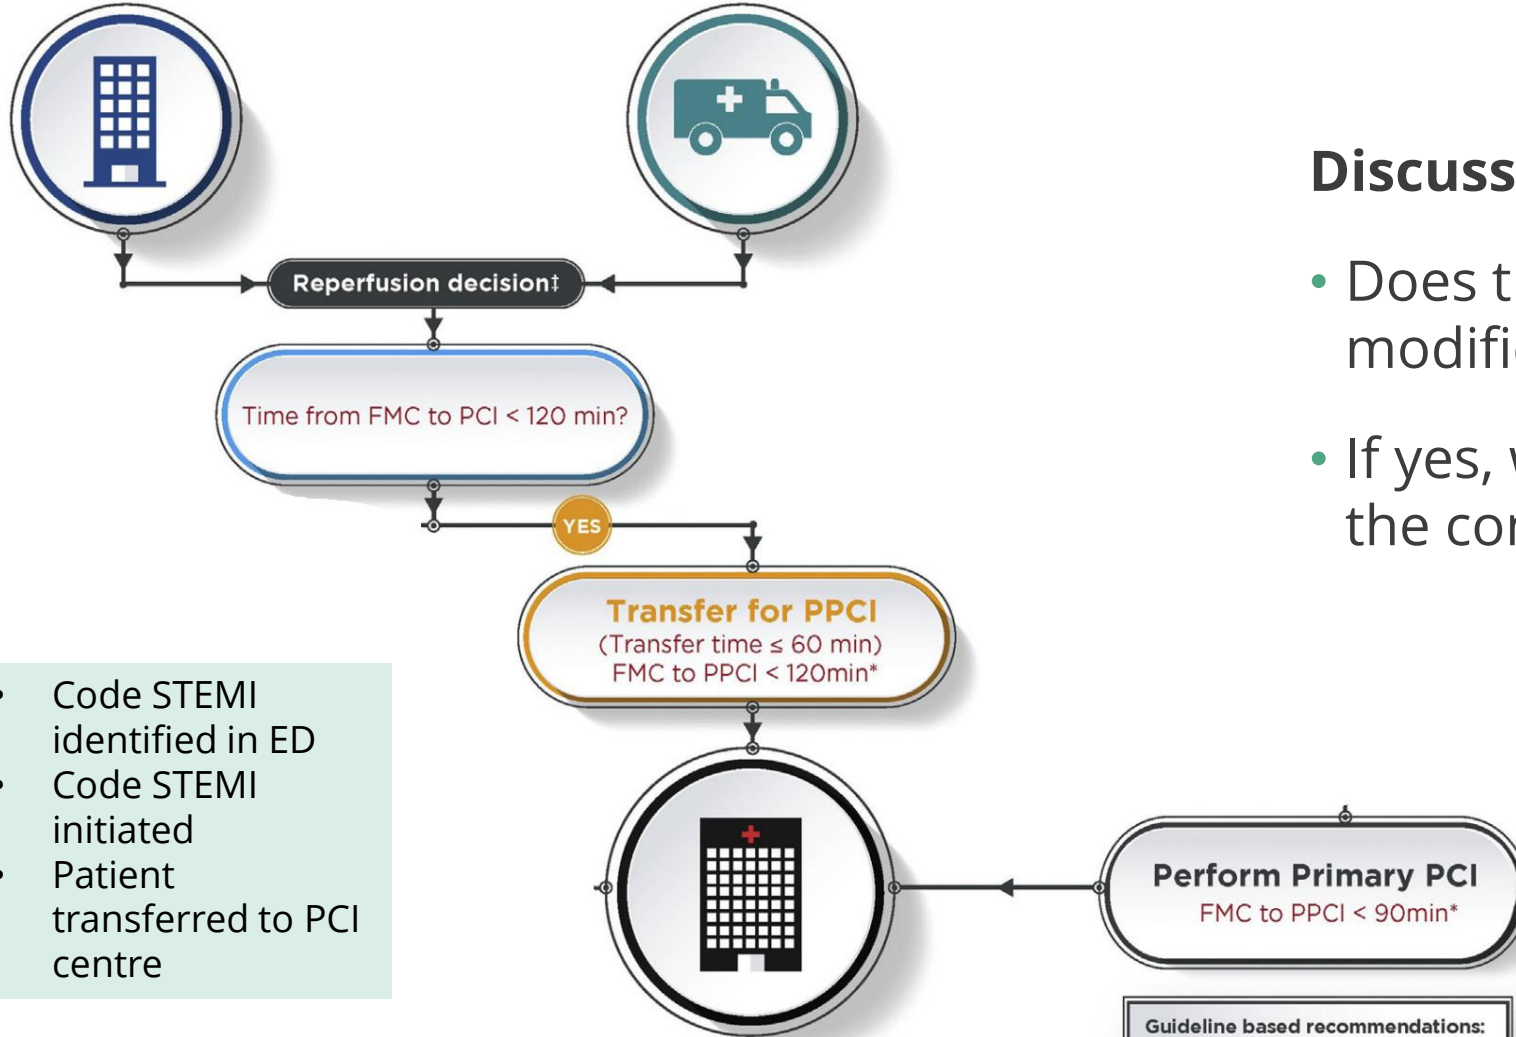 Reperfusion decision‡
Time from FMC to PCI < 120 min?
YES
Transfer for PPCI
(Transfer time ≤ 60 min)
FMC to PPCI < 120min*
• Code STEMI
identified in ED
• Code STEMI
initiated
• Patient
transferred to PCI
centre
Perform Primary PCI
FMC to PPCI < 90min*
Guideline based recommendations:
Discuss
• Does
• If yes,
the